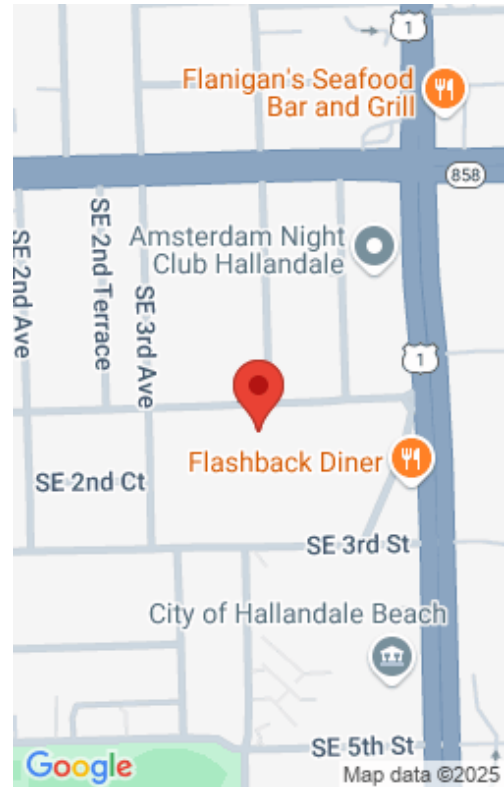 1
Flanigan's Seafood
Bar and Grill
858
SE 2nd Ave
SE 2nd Terrace
SE 3rd Ave
Amsterdam Night
Club Hallandale
1
Flashback Diner
SE 2nd Ct
SE 3rd St
City of Hallandale Beach
SE 5th St
Google
Map data ©2025